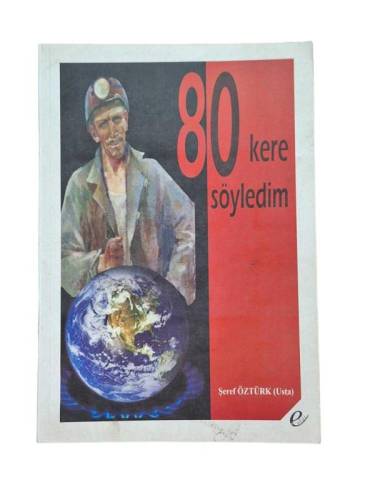 80 kere
söyledim
Şeref ÖZTÜRK (Usta)
e